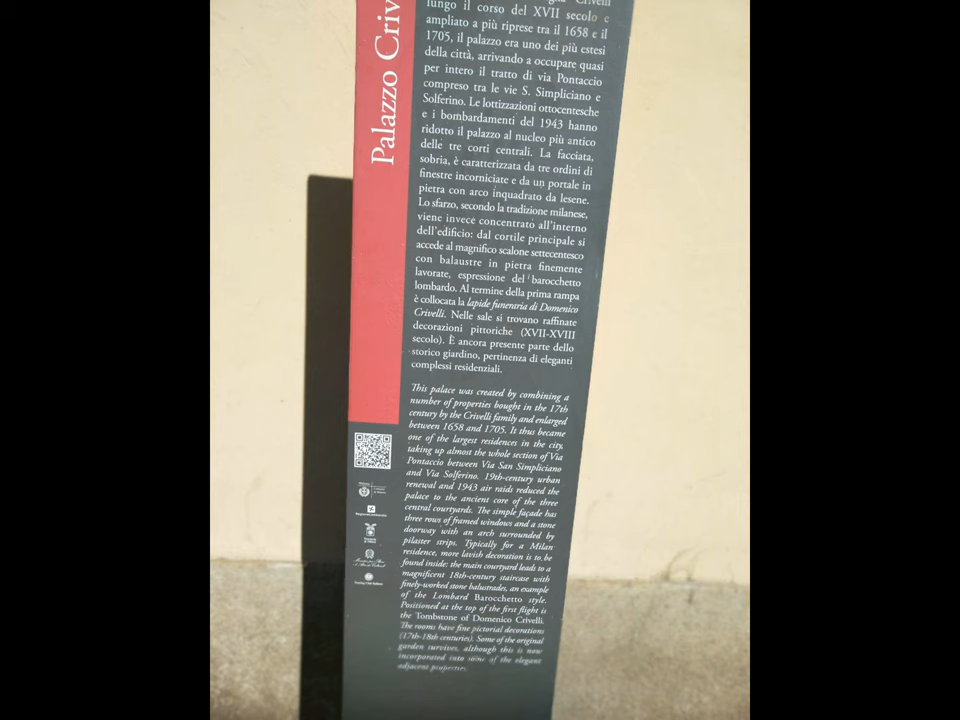 Palazzo Criv
Crivelli
lungo il corso del XVII secolo e
ampliato a più riprese tra il 1658 e il
1705, il palazzo era uno dei più estesi
della città, arrivando a occupare quasi
per intero il tratto di via Pontaccio
compreso tra le vie S. Simpliciano e
Solferino. Le lottizzazioni ottocentesche
e i bombardamenti del 1943 hanno
ridotto il palazzo al nucleo più antico
delle tre corti centrali. La facciata,
sobria, è caratterizzata da tre ordini di
finestre incorniciate e da un portale in
pietra con arco inquadrato da lesene.
Lo sfarzo, secondo la tradizione milanese,
viene invece concentrato all'interno
dell'edificio: dal cortile principale si
accede al magnifico scalone settecentesco
con balaustre in pietra finemente
lavorate, espressione del barocchetto
lombardo. Al termine della prima rampa
è collocata la lapide funeraria di Domenico
Crivelli. Nelle sale si trovano raffinate
decorazioni pittoriche (XVII-XVIII
secolo). È ancora presente parte dello
storico giardino, pertinenza di eleganti
complessi residenziali.
This palace was created by combining a
number of properties bought in the 17th
century by the Crivelli family and enlarged
between 1658 and 1705. It thus became
one of the largest residences in the city,
taking up almost the whole section of Via
Pontaccio between Via San Simpliciano
and Via Solferino. 19th-century urban
renewal and 1943 air raids reduced the
palace to the ancient core of the three
central courtyards. The simple façade has
three rows of framed windows and a stone
doorway with an arch surrounded by
pilaster strips. Typically for a Milan
residence, more lavish decoration is to be
found inside: the main courtyard leads to a
magnificent 18th-century staircase with
finely-worked stone balustrades, an example
of the Lombard Barocchetto style.
Positioned at the top of the first flight is
the Tombstone of Domenico Crivelli.
The rooms have fine pictorial decorations
(17th-18th centuries). Some of the original
garden survives, although this is now
incorporated into some of the elegant
adjacent properties.